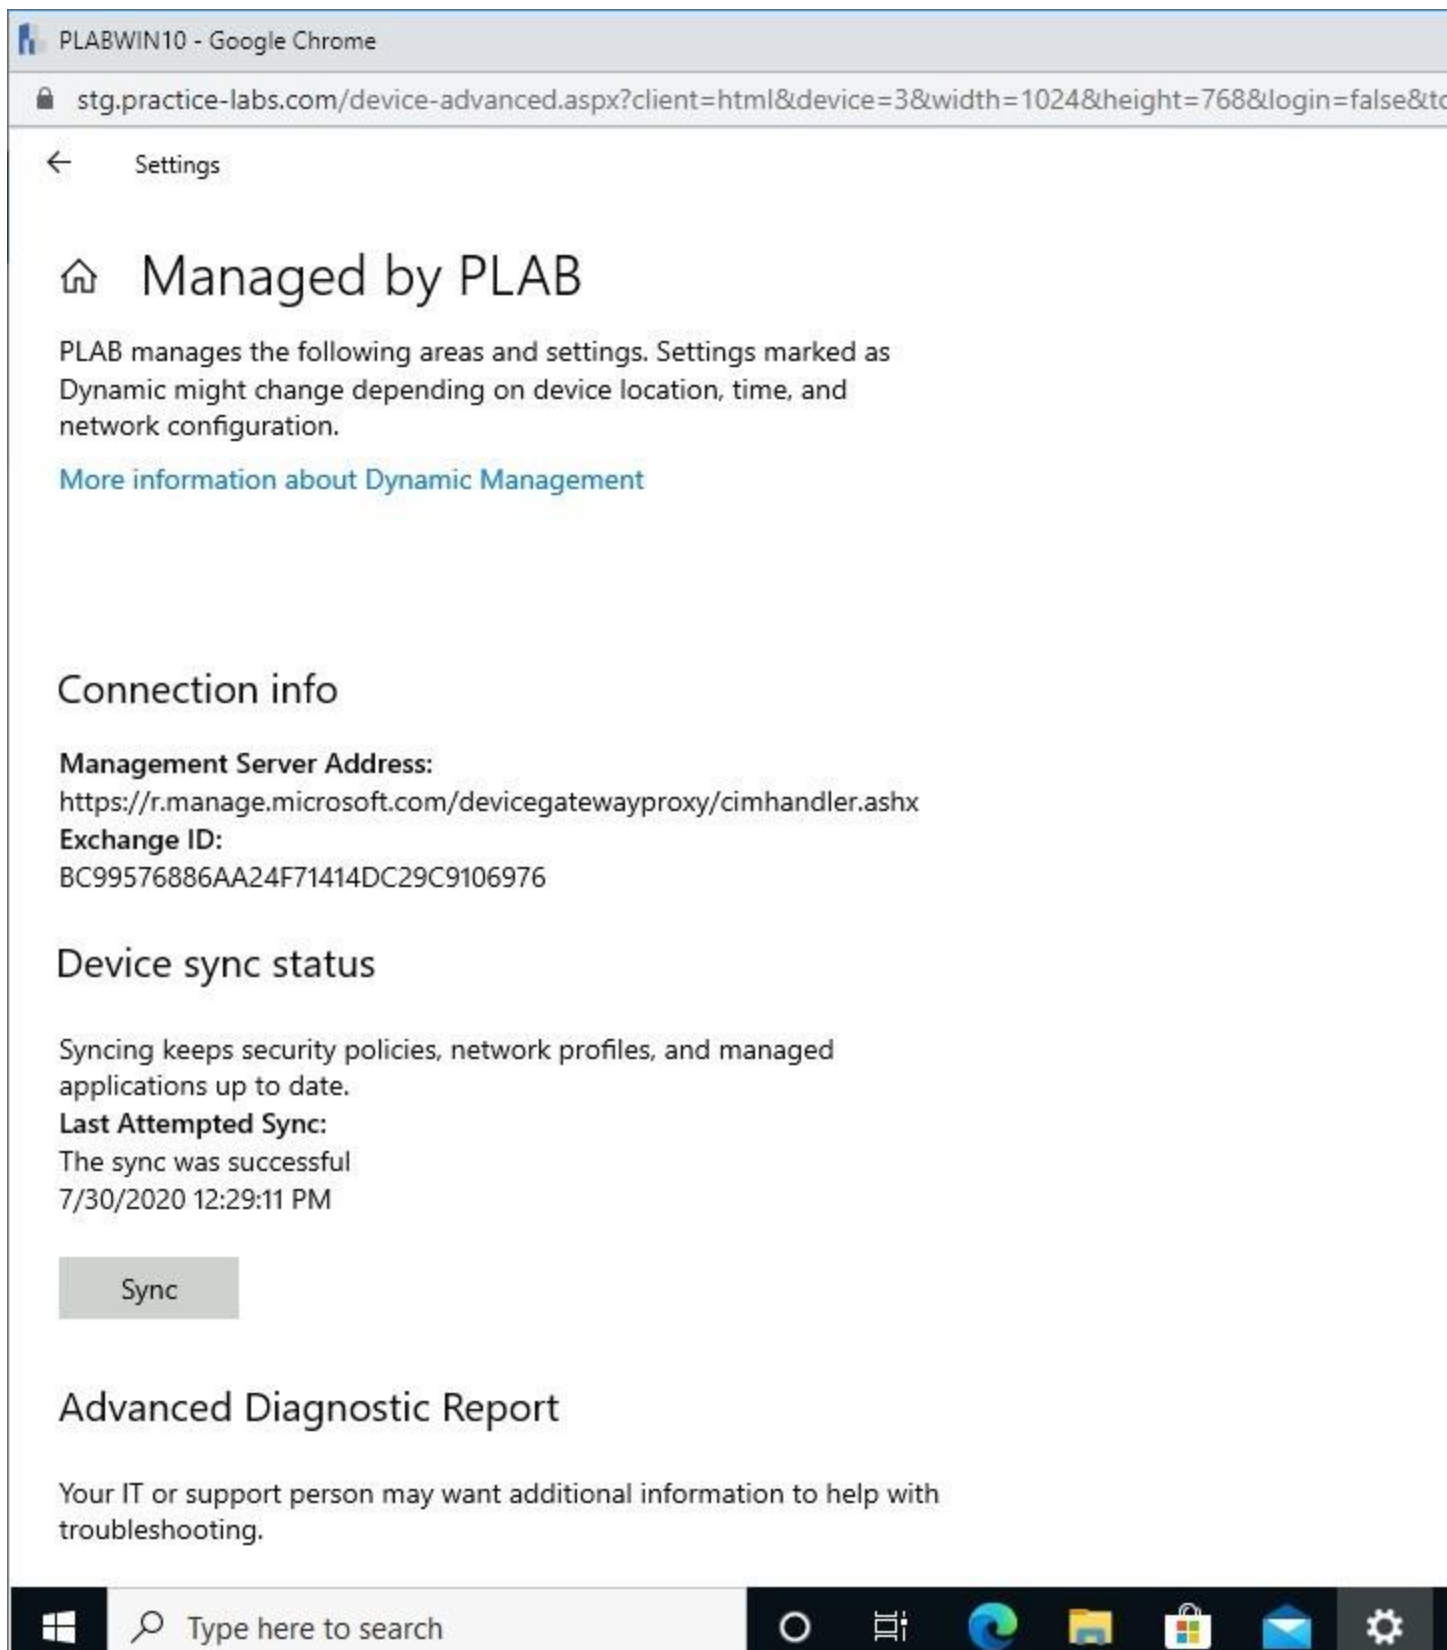 PLABWIN10 - Google Chrome
stg.practice-labs.com/device-advanced.aspx?client=html&device=3&width=1024&height=768&login=false&to
Settings
Managed by PLAB
PLAB manages the following areas and settings. Settings marked as
Dynamic might change depending on device location, time, and
network configuration.
More information about Dynamic Management
Connection info
Management Server Address:
https://r.manage.microsoft.com/devicegatewayproxy/cimhandler.ashx
Exchange ID:
BC99576886AA24F71414DC29C9106976
Device sync status
Syncing keeps security policies, network profiles, and managed
applications up to date.
Last Attempted Sync:
The sync was successful
7/30/2020 12:29:11 PM
Sync
Advanced Diagnostic Report
Your IT or support person may want additional information to help with
troubleshooting.
Type here to search